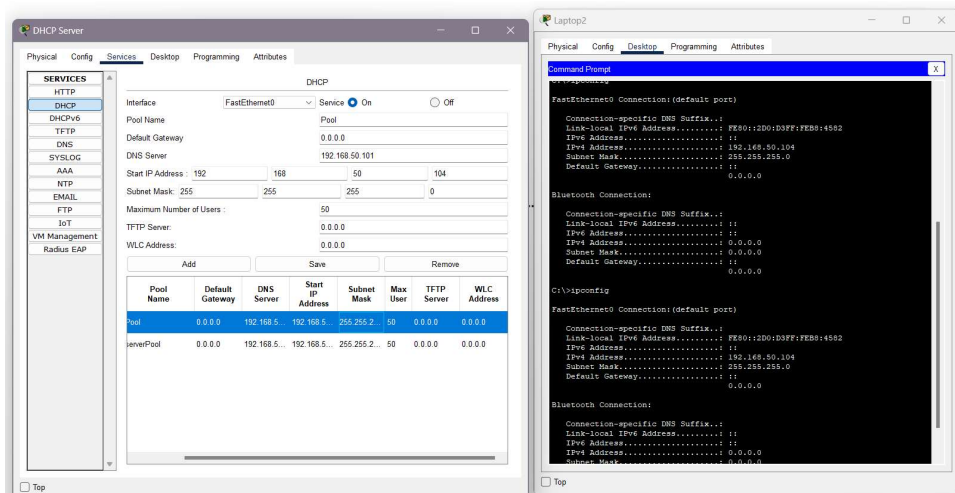 DHCP Server
Physical Config Services Desktop Programming Attributes
SERVICES
HTTP
DHCP
DHCPv6
TFTP
DNS
SYSLOG
AAA
NTP
EMAIL
FTP
IoT
VM Management
Radius EAP
DHCP
Interface FastEthernet0 Service On Off
Pool Name Pool
Default Gateway 0.0.0.0
DNS Server 192.168.50.101
Start IP Address : 192 168 50 104
Subnet Mask: 255 255 255 0
Maximum Number of Users : 50
TFTP Server: 0.0.0.0
WLC Address: 0.0.0.0
Add Save Remove
Pool Name Default Gateway DNS Server Start IP Address Subnet Mask Max User TFTP Server WLC Address
Pool 0.0.0.0 192.168.5... 192.168.5... 255.255.2... 50 0.0.0.0 0.0.0.0
serverPool 0.0.0.0 192.168.5... 192.168.5... 255.255.2... 50 0.0.0.0 0.0.0.0
Top
Laptop2
Physical Config Desktop Programming Attributes
Command Prompt X
C:\>ipconfig
FastEthernet0 Connection:(default port)
Connection-specific DNS Suffix..:
Link-local IPv6 Address.........: FE80::2D0:D3FF:FEB8:4582
IPv6 Address....................: ::
IPv4 Address....................: 192.168.50.104
Subnet Mask.....................: 255.255.255.0
Default Gateway.................: ::
0.0.0.0
Bluetooth Connection:
Connection-specific DNS Suffix..:
Link-local IPv6 Address.........: ::
IPv6 Address....................: ::
IPv4 Address....................: 0.0.0.0
Subnet Mask.....................: 0.0.0.0
Default Gateway.................: ::
0.0.0.0
C:\>ipconfig
FastEthernet0 Connection:(default port)
Connection-specific DNS Suffix..:
Link-local IPv6 Address.........: FE80::2D0:D3FF:FEB8:4582
IPv6 Address....................: ::
IPv4 Address....................: 192.168.50.104
Subnet Mask.....................: 255.255.255.0
Default Gateway.................: ::
0.0.0.0
Bluetooth Connection:
Connection-specific DNS Suffix..:
Link-local IPv6 Address.........: ::
IPv6 Address....................: ::
IPv4 Address....................: 0.0.0.0
Subnet Mask.....................: 0.0.0.0
Top